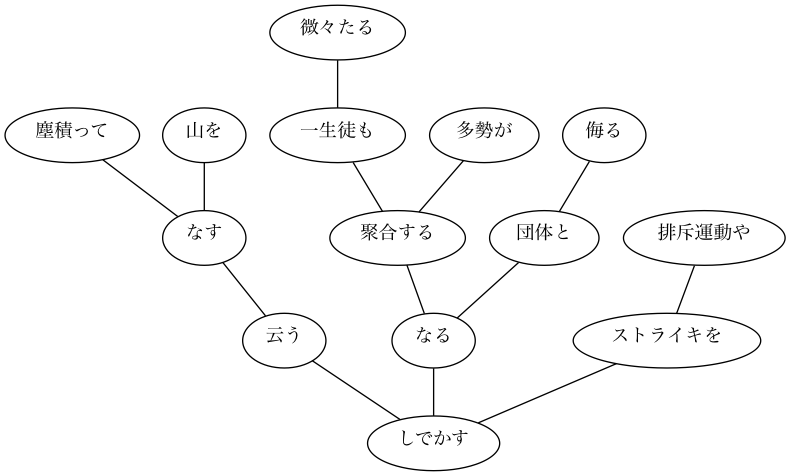 微々たる
塵積って
山を
一生徒も
多勢が
侮る
なす
聚合する
団体と
排斥運動や
云う
なる
ストライキを
しでかす